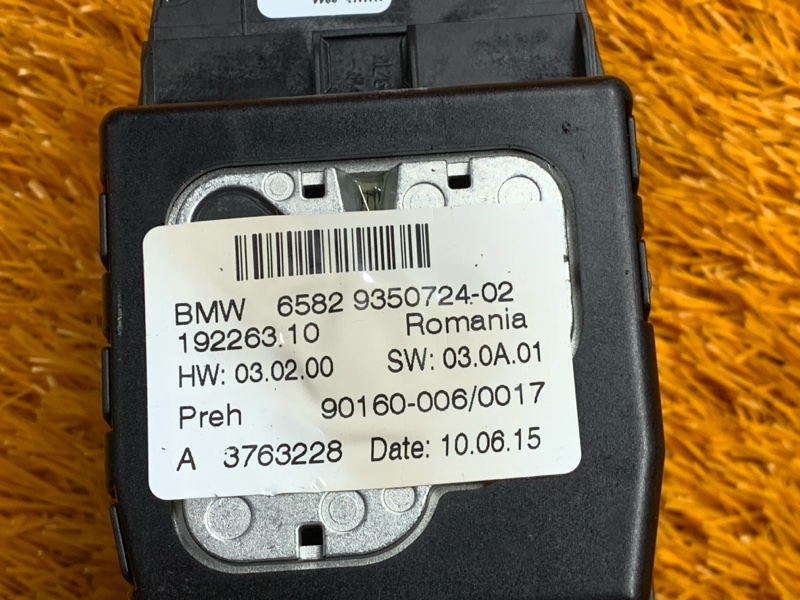 BMW 6582 9350724-02
192263.10 Romania
HW: 03.02.00 SW: 03.0A.01
Preh 90160-006/0017
A 3763228 Date: 10.06.15